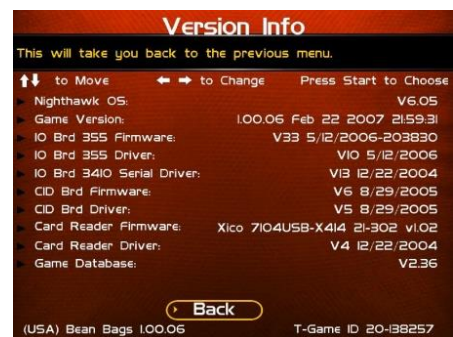 Version Info
This will take you back to the previous menu.
to Move to Change Press Start to Choose
Nighthawk OS: V6.05
Game Version: 1.00.06 Feb 22 2007 21:59:31
IO Brd 355 Firmware: V33 5/12/2006-203830
IO Brd 355 Driver: V10 5/12/2006
IO Brd 3410 Serial Driver: V13 12/22/2004
CID Brd Firmware: V6 8/29/2005
CID Brd Driver: V5 8/29/2005
Card Reader Firmware: Xico 7104USB-X414 21-302 v1.02
Card Reader Driver: V4 12/22/2004
Game Database: V2.36
Back
(USA) Bean Bags 1.00.06 T-Game ID 20-138257